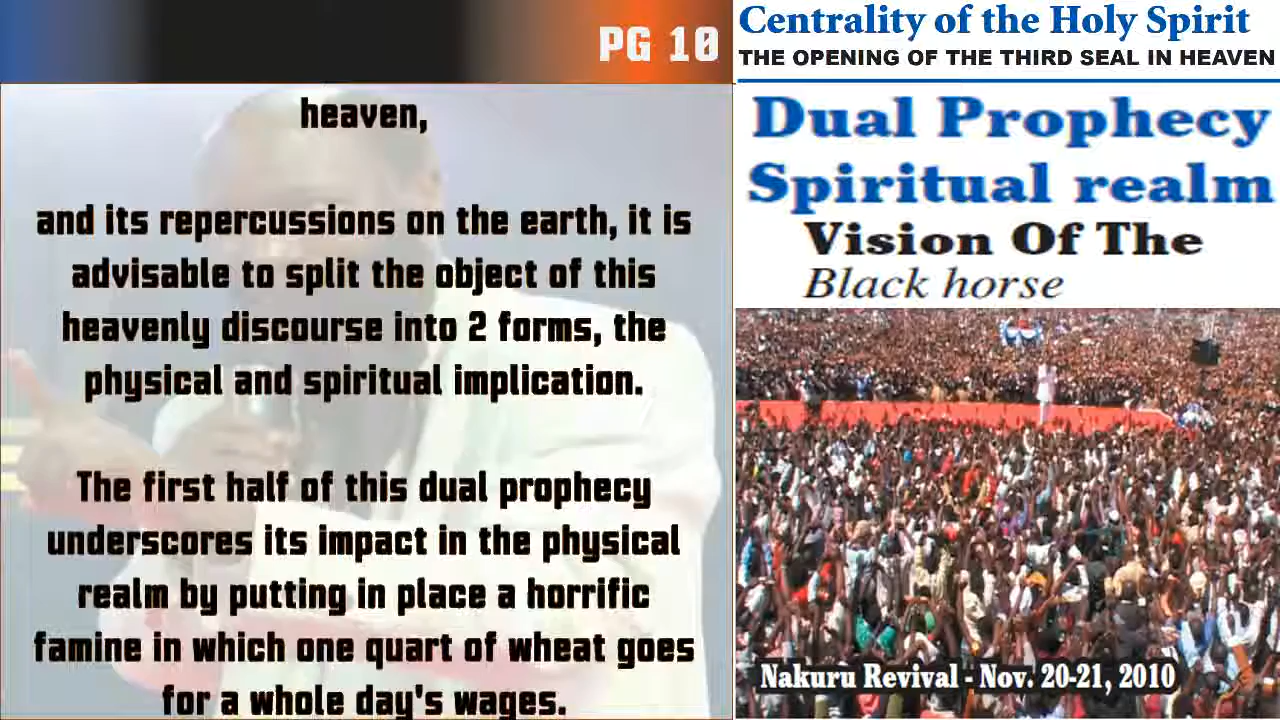 PG 10
heaven,
and its repercussions on the earth, it is
advisable to split the object of this
heavenly discourse into 2 forms, the
physical and spiritual implication.
The first half of this dual prophecy
underscores its impact in the physical
realm by putting in place a horrific
famine in which one quart of wheat goes
for a whole day's wages.
Centrality of the Holy Spirit
THE OPENING OF THE THIRD SEAL IN HEAVEN
Dual Prophecy
Spiritual realm
Vision Of The
Black horse
Nakuru Revival - Nov. 20-21, 2010